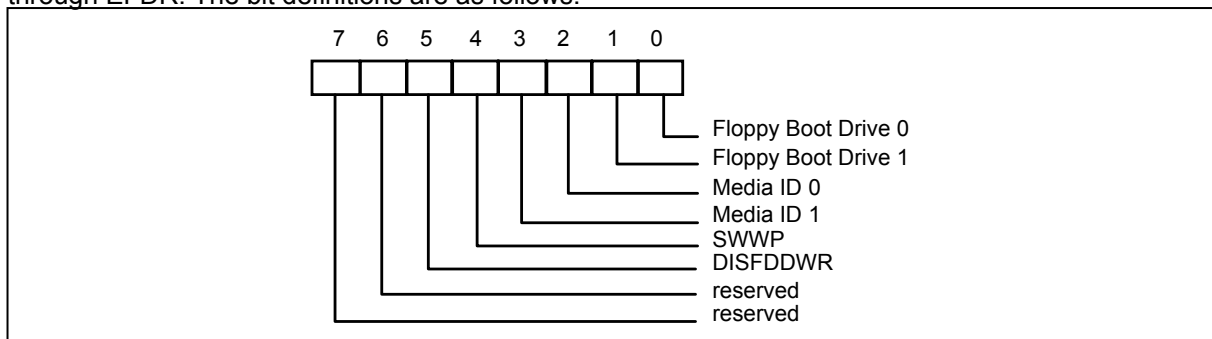 through EFDR. The bit definitions are as follows:
7 6 5 4 3 2 1 0
Floppy Boot Drive 0
Floppy Boot Drive 1
Media ID 0
Media ID 1
SWWP
DISFDDWR
reserved
reserved